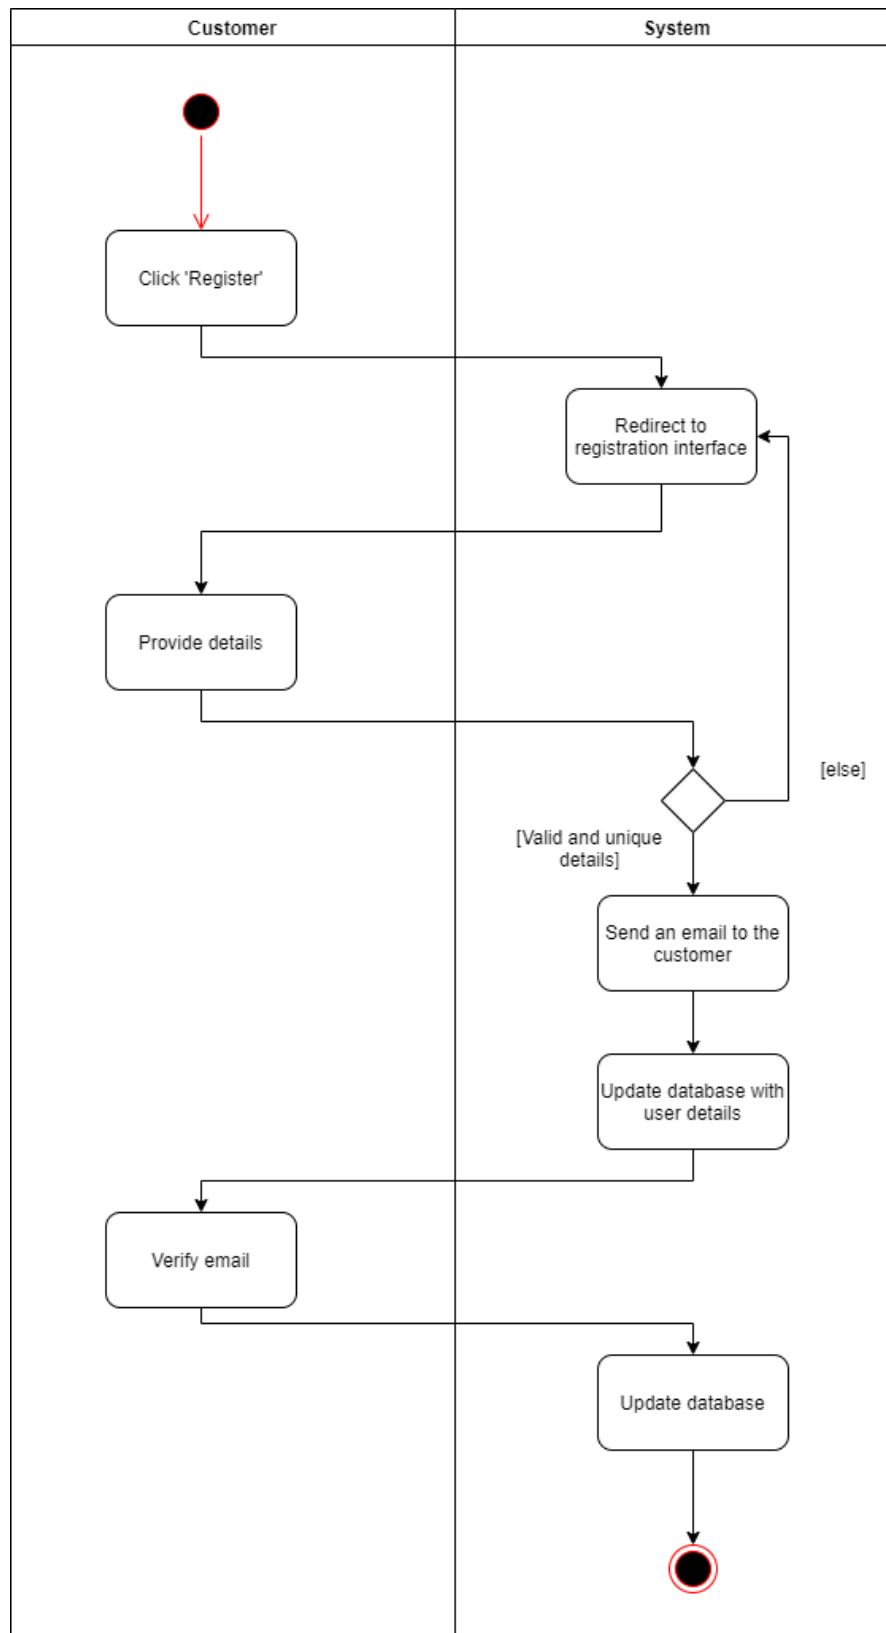 Customer
System
Click 'Register'
Redirect to
registration interface
Provide details
[else]
[Valid and unique
details]
Send an email to the
customer
Update database with
user details
Verify email
Update database